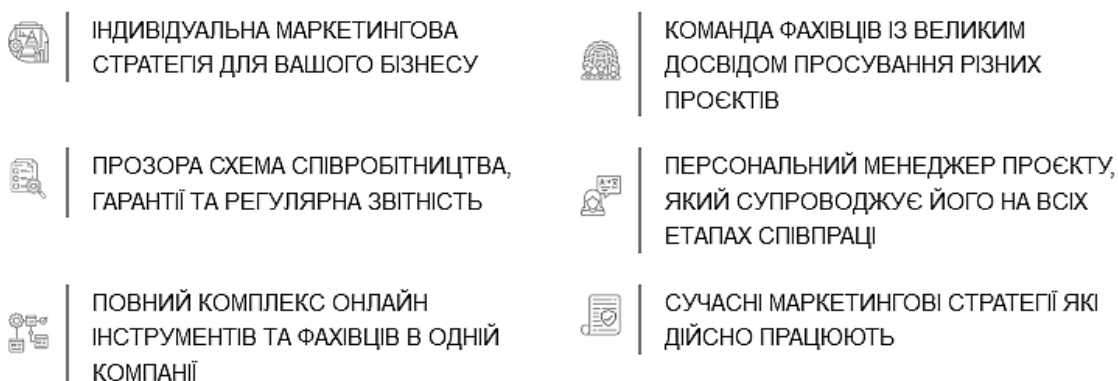 ІНДИВІДУАЛЬНА МАРКЕТИНГОВА
СТРАТЕГІЯ ДЛЯ ВАШОГО БІЗНЕСУ
КОМАНДА ФАХІВЦІВ ІЗ ВЕЛИКИМ
ДОСВІДОМ ПРОСУВАННЯ РІЗНИХ
ПРОЄКТІВ
ПРОЗОРА СХЕМА СПІВРОБІТНИЦТВА,
ГАРАНТІЇ ТА РЕГУЛЯРНА ЗВІТНІСТЬ
ПЕРСОНАЛЬНИЙ МЕНЕДЖЕР ПРОЄКТУ,
ЯКИЙ СУПРОВОДЖУЄ ЙОГО НА ВСІХ
ЕТАПАХ СПІВПРАЦІ
ПОВНИЙ КОМПЛЕКС ОНЛАЙН
ІНСТРУМЕНТІВ ТА ФАХІВЦІВ В ОДНІЙ
КОМПАНІЇ
СУЧАСНІ МАРКЕТИНГОВІ СТРАТЕГІЇ ЯКІ
ДІЙСНО ПРАЦЮЮТЬ